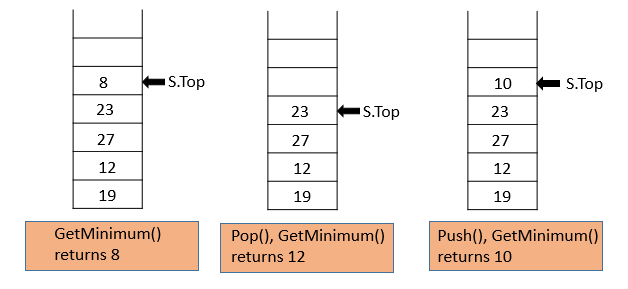 8
S.Top
23
27
12
19
GetMinimum()
returns 8
23
S.Top
27
12
19
Pop(), GetMinimum()
returns 12
10
S.Top
23
27
12
19
Push(), GetMinimum()
returns 10